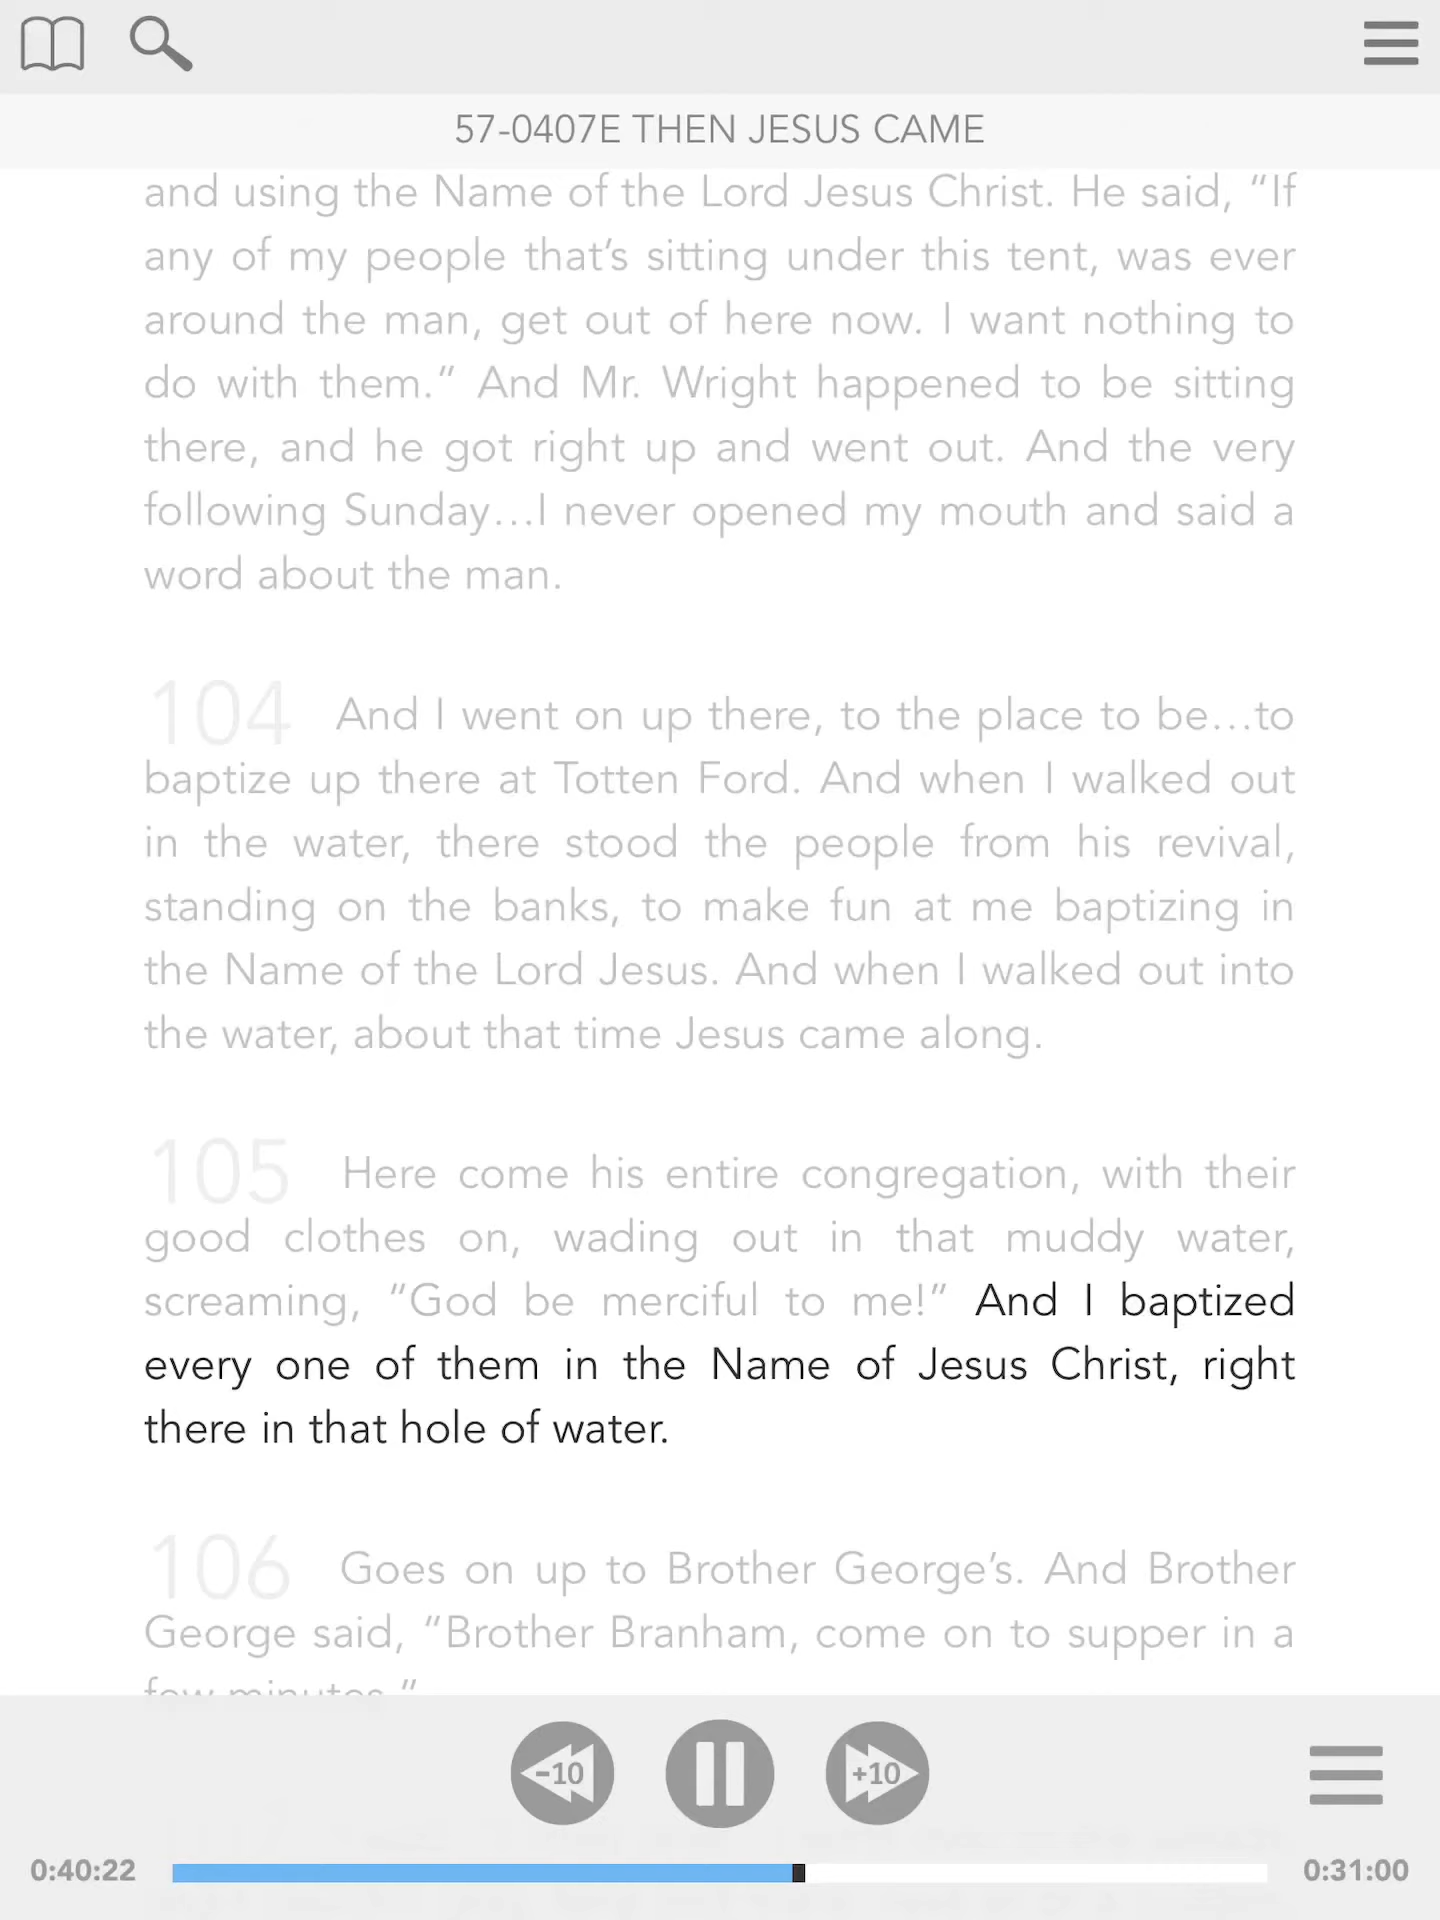 57-0407E THEN JESUS CAME
and using the Name of the Lord Jesus Christ. He said, “If
any of my people that’s sitting under this tent, was ever
around the man, get out of here now. I want nothing to
do with them.” And Mr. Wright happened to be sitting
there, and he got right up and went out. And the very
following Sunday…I never opened my mouth and said a
word about the man.
104 And I went on up there, to the place to be…to
baptize up there at Totten Ford. And when I walked out
in the water, there stood the people from his revival,
standing on the banks, to make fun at me baptizing in
the Name of the Lord Jesus. And when I walked out into
the water, about that time Jesus came along.
105 Here come his entire congregation, with their
good clothes on, wading out in that muddy water,
screaming, “God be merciful to me!” And I baptized
every one of them in the Name of Jesus Christ, right
there in that hole of water.
106 Goes on up to Brother George’s. And Brother
George said, “Brother Branham, come on to supper in a
few minutes.”
-10 +10
0:40:22 0:31:00